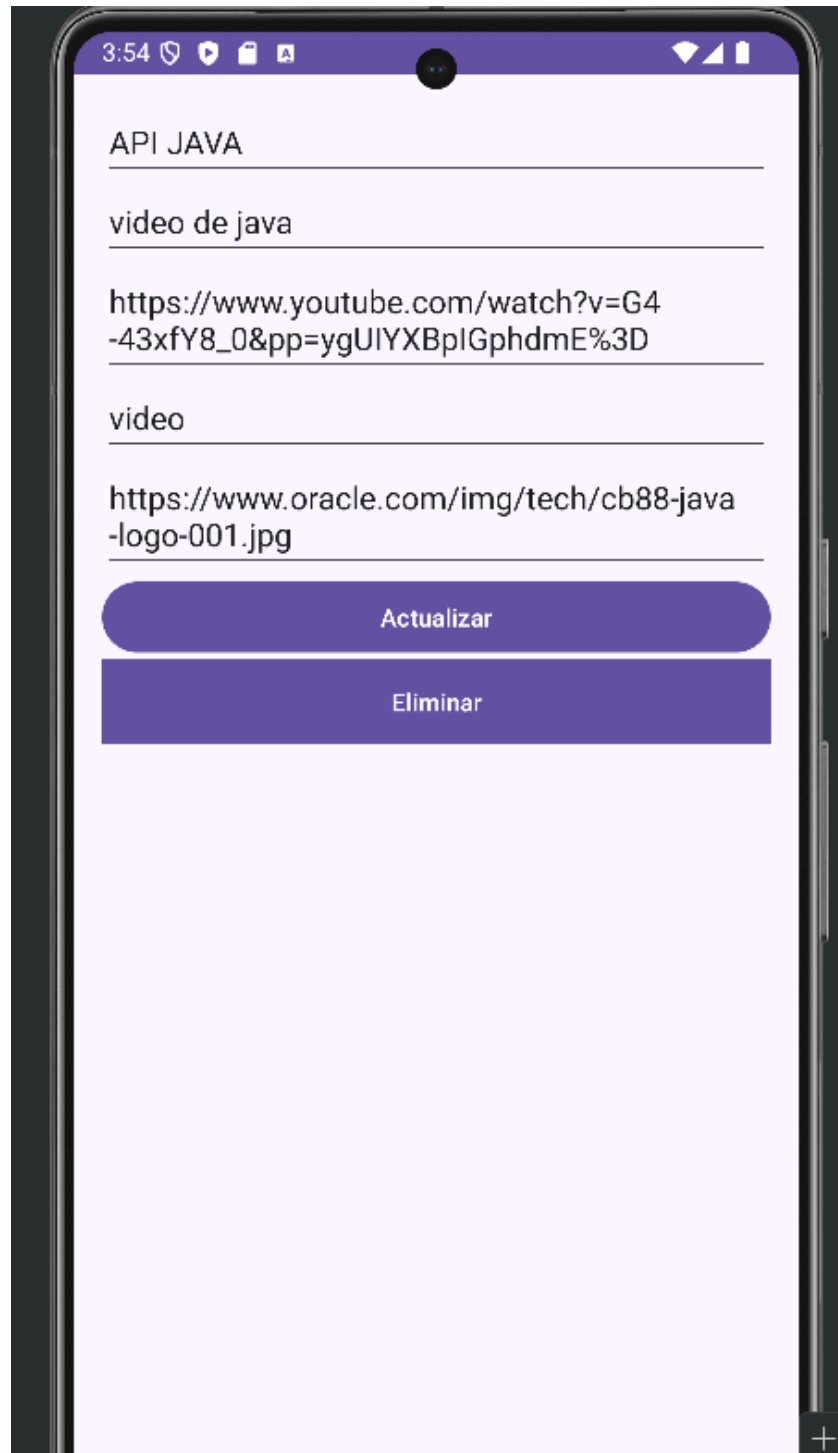 3:54
API JAVA
video de java
https://www.youtube.com/watch?v=G4
-43xfY8_0&pp=ygUIYXBpIGphdmE%3D
video
https://www.oracle.com/img/tech/cb88-java
-logo-001.jpg
Actualizar
Eliminar